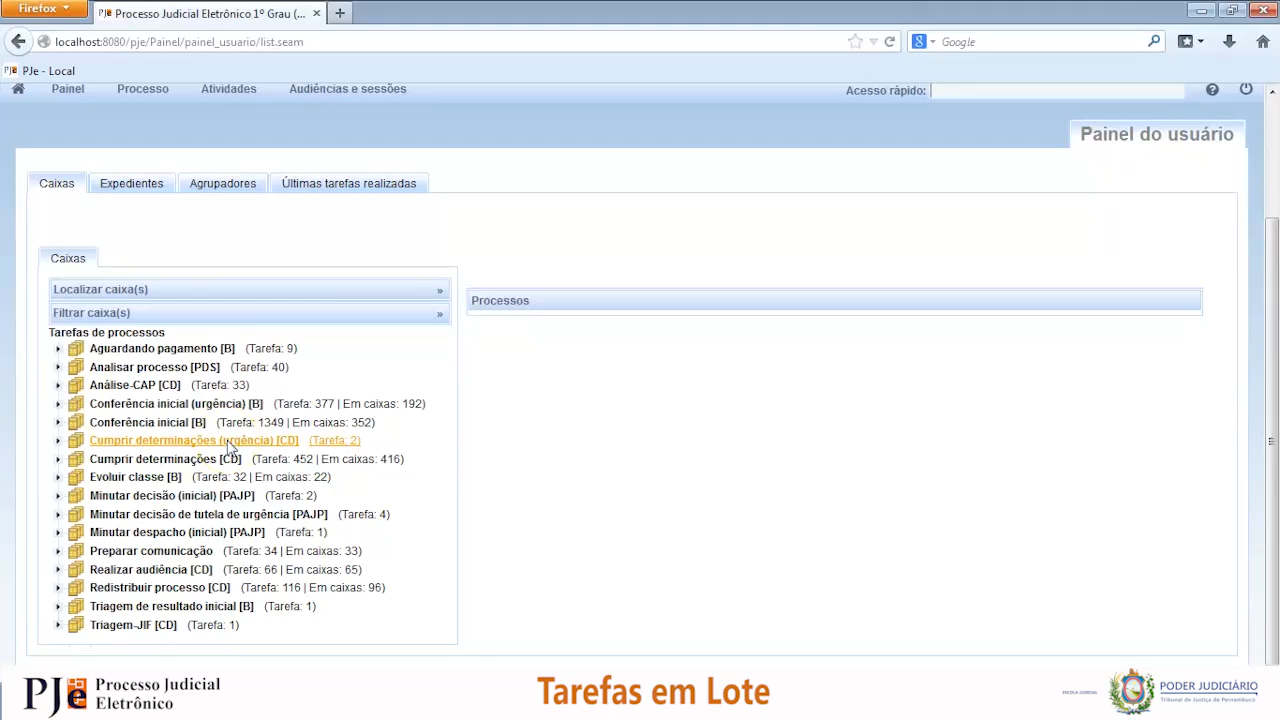 Firefox
Processo Judicial Eletrônico 1º Grau (...
localhost:8080/pje/Painel/painel_usuario/list.seam
Google
PJe - Local
Painel Processo Atividades Audiências e sessões Acesso rápido:
Painel do usuário
Caixas Expedientes Agrupadores Últimas tarefas realizadas
Caixas
Localizar caixa(s) »
Processos
Filtrar caixa(s) »
Tarefas de processos
Aguardando pagamento [B] (Tarefa: 9)
Analisar processo [PDS] (Tarefa: 40)
Análise-CAP [CD] (Tarefa: 33)
Conferência inicial (urgência) [B] (Tarefa: 377 | Em caixas: 192)
Conferência inicial [B] (Tarefa: 1349 | Em caixas: 352)
Cumprir determinações (urgência) [CD] (Tarefa: 2)
Cumprir determinações [CD] (Tarefa: 452 | Em caixas: 416)
Evoluir classe [B] (Tarefa: 32 | Em caixas: 22)
Minutar decisão (inicial) [PAJP] (Tarefa: 2)
Minutar decisão de tutela de urgência [PAJP] (Tarefa: 4)
Minutar despacho (inicial) [PAJP] (Tarefa: 1)
Preparar comunicação (Tarefa: 34 | Em caixas: 33)
Realizar audiência [CD] (Tarefa: 66 | Em caixas: 65)
Redistribuir processo [CD] (Tarefa: 116 | Em caixas: 96)
Triagem de resultado inicial [B] (Tarefa: 1)
Triagem-JIF [CD] (Tarefa: 1)
PJe Processo Judicial
Eletrônico
Tarefas em Lote
ESCOLA JUDICIAL
PODER JUDICIÁRIO
Tribunal de Justiça de Pernambuco